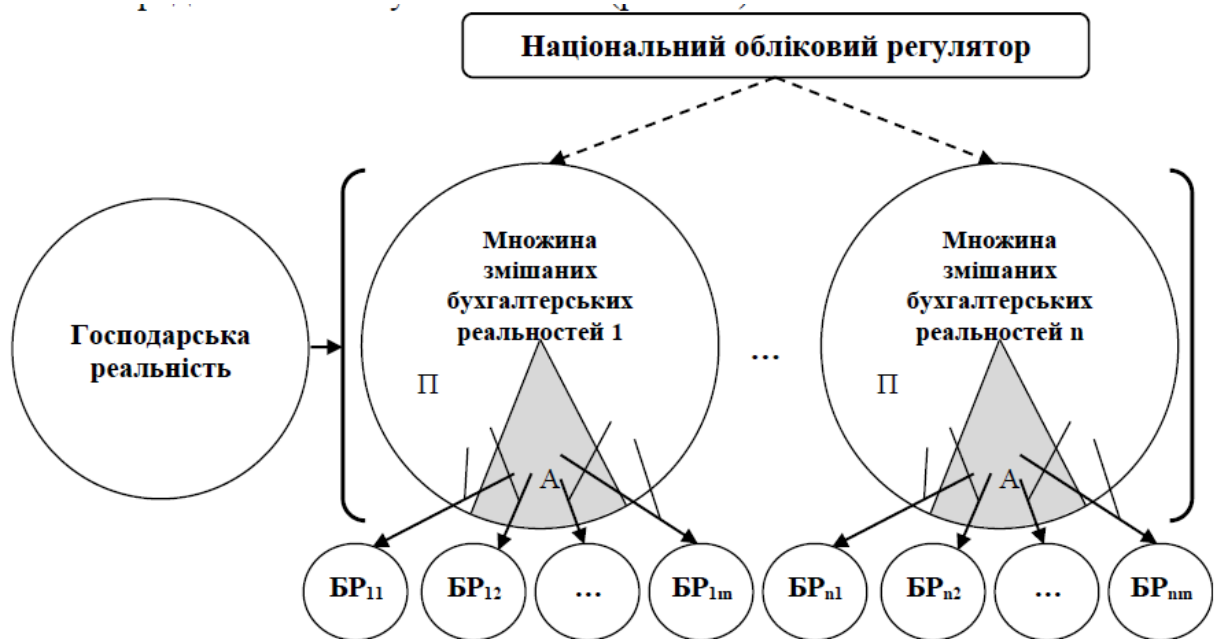 Національний обліковий регулятор
Господарська
реальність
Множина
змішаних
бухгалтерських
реальностей 1
П
А
...
Множина
змішаних
бухгалтерських
реальностей n
П
А
БР11
БР12
...
БР1m
БРn1
БРn2
...
БРnm